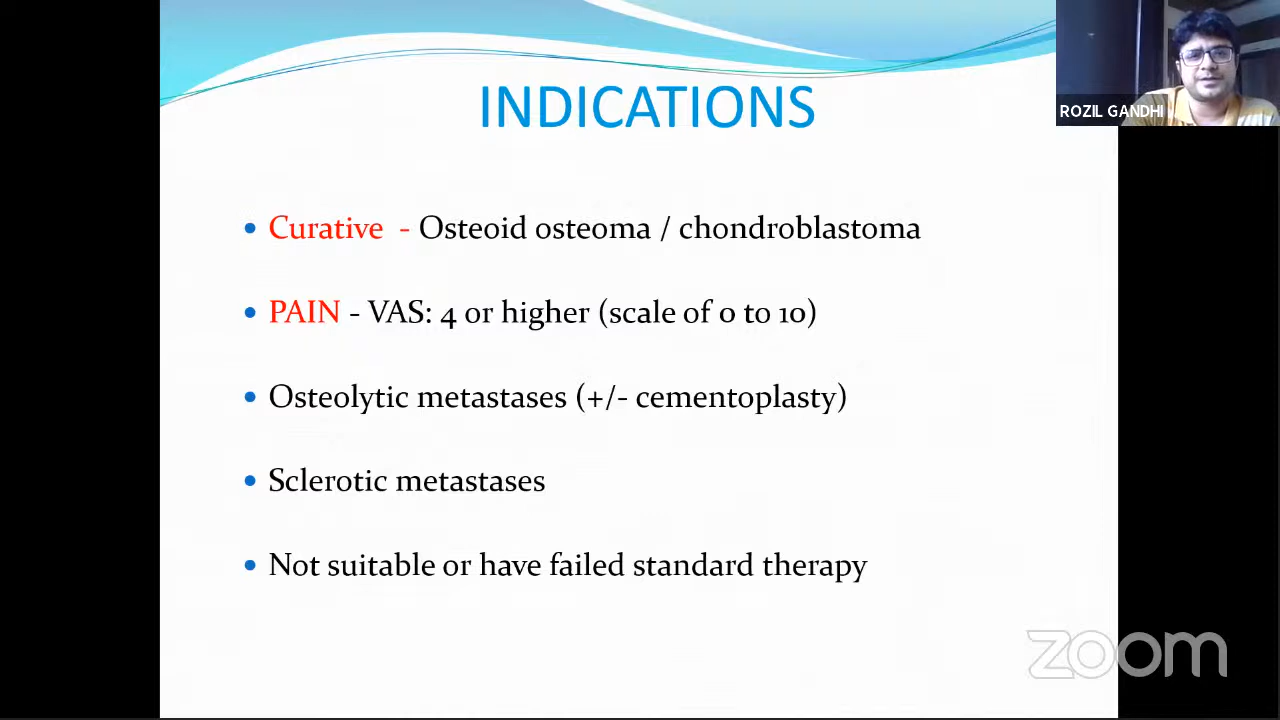 INDICATIONS
ROZIL GANDHI
• Curative - Osteoid osteoma / chondroblastoma
• PAIN - VAS: 4 or higher (scale of 0 to 10)
• Osteolytic metastases (+/- cementoplasty)
• Sclerotic metastases
• Not suitable or have failed standard therapy
zoom